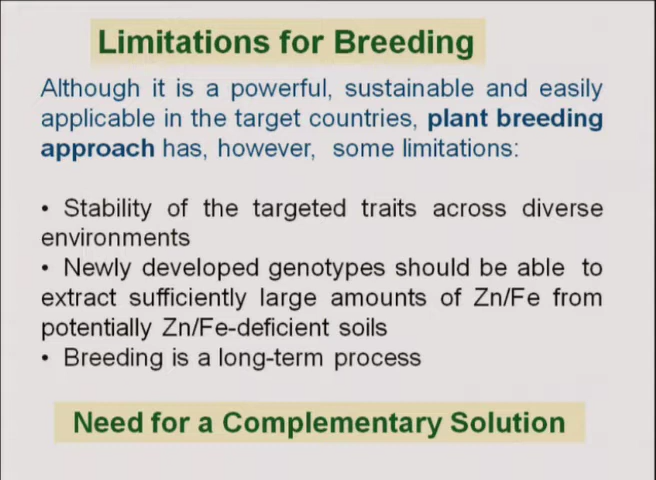 Limitations for Breeding
Although it is a powerful, sustainable and easily
applicable in the target countries, plant breeding
approach has, however, some limitations:
• Stability of the targeted traits across diverse
environments
• Newly developed genotypes should be able to
extract sufficiently large amounts of Zn/Fe from
potentially Zn/Fe-deficient soils
• Breeding is a long-term process
Need for a Complementary Solution